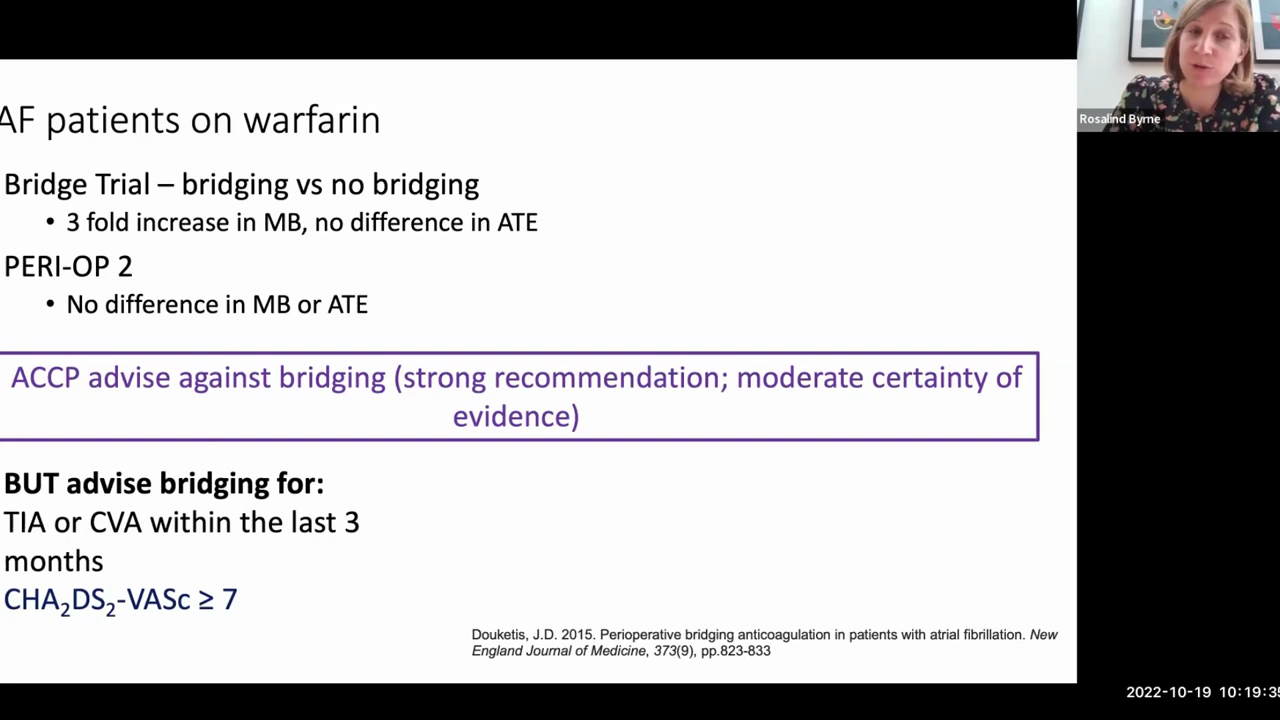 AF patients on warfarin
Rosalind Byrne
Bridge Trial – bridging vs no bridging
• 3 fold increase in MB, no difference in ATE
PERI-OP 2
• No difference in MB or ATE
ACCP advise against bridging (strong recommendation; moderate certainty of
evidence)
BUT advise bridging for:
TIA or CVA within the last 3
months
CHA₂DS₂-VASc ≥ 7
Douketis, J.D. 2015. Perioperative bridging anticoagulation in patients with atrial fibrillation. New
England Journal of Medicine, 373(9), pp.823-833
2022-10-19 10:19:35